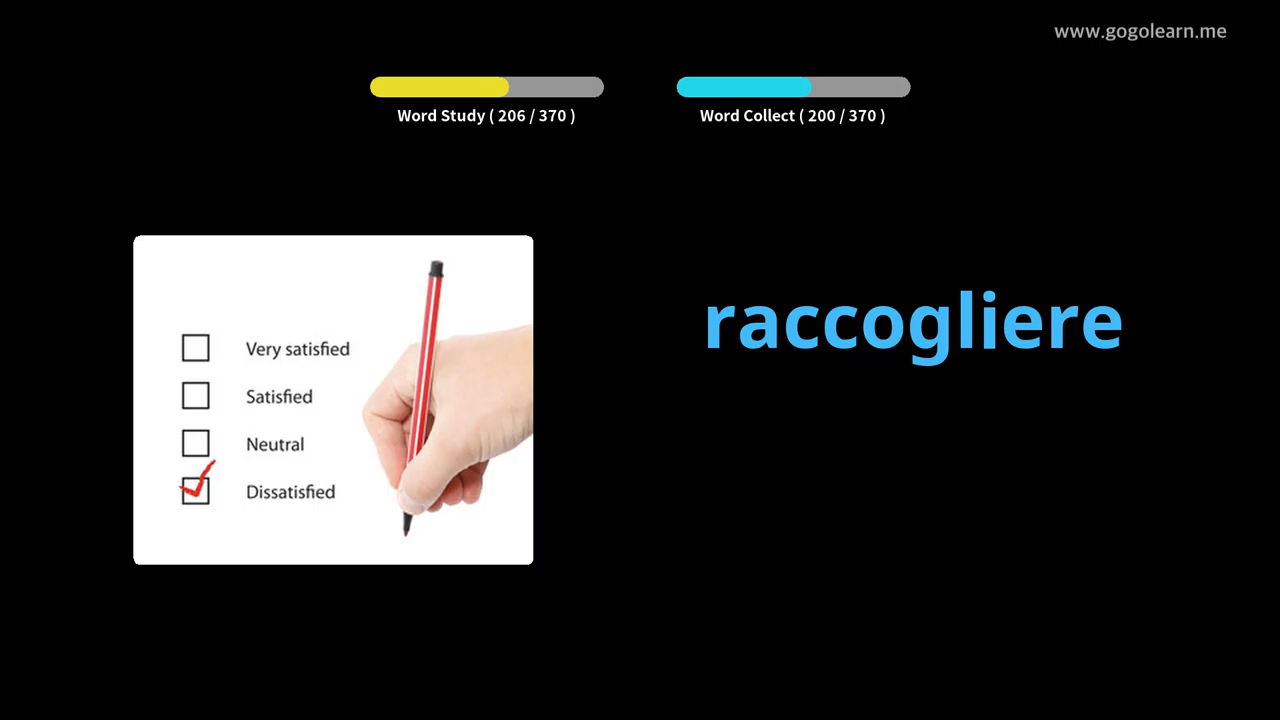 www.gogolearn.me
Word Study ( 206 / 370 )
Word Collect ( 200 / 370 )
raccogliere
Very satisfied
Satisfied
Neutral
Dissatisfied